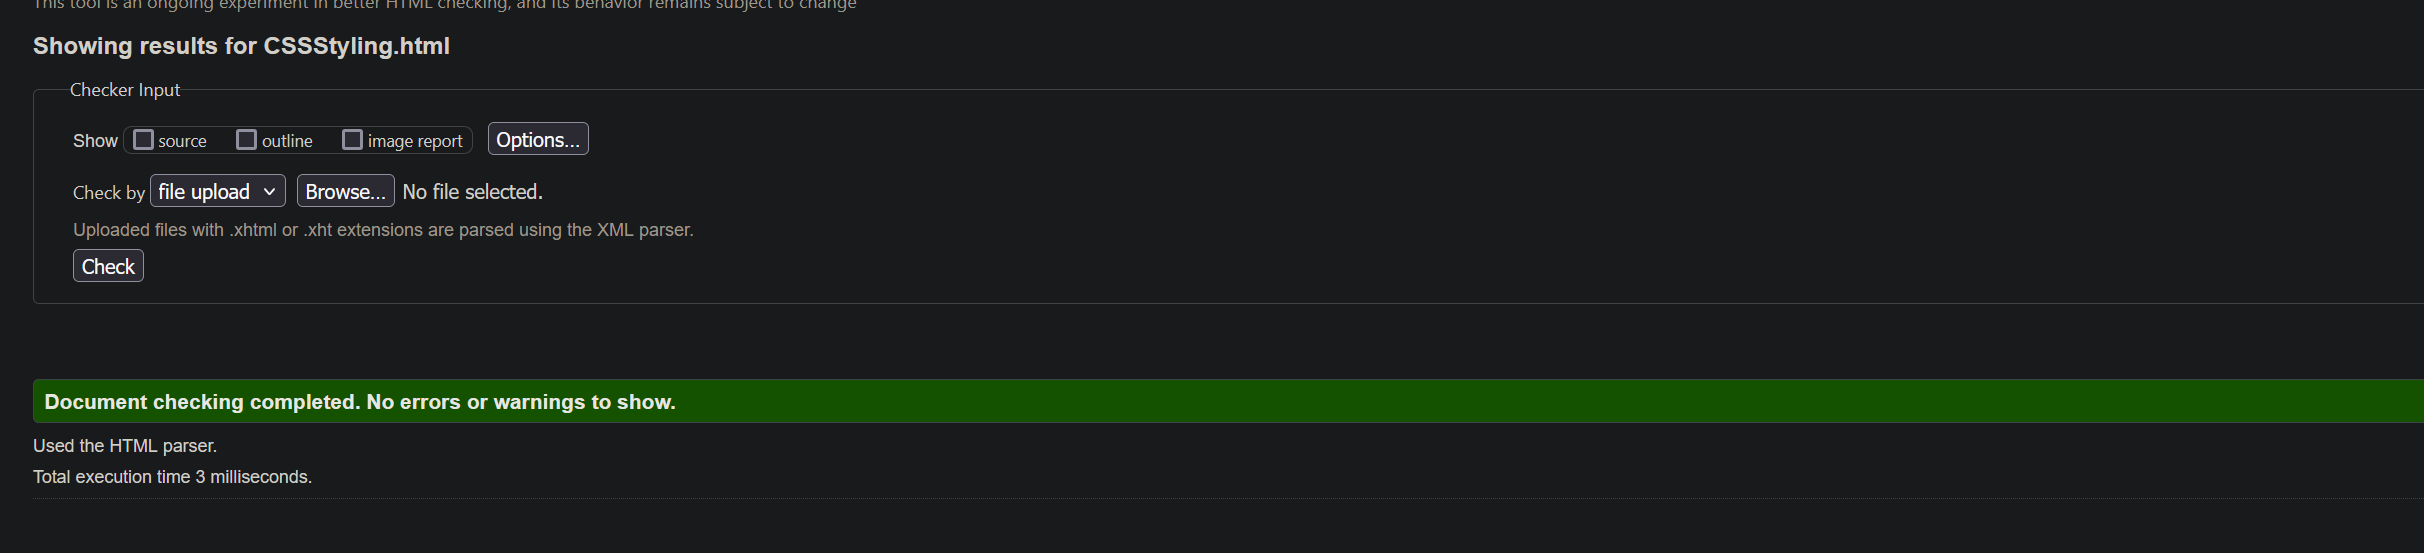 This tool is an ongoing experiment in better HTML checking, and its behavior remains subject to change
Showing results for CSSStyling.html
Checker Input
Show source outline image report Options...
Check by file upload Browse... No file selected.
Uploaded files with .xhtml or .xht extensions are parsed using the XML parser.
Check
Document checking completed. No errors or warnings to show.
Used the HTML parser.
Total execution time 3 milliseconds.